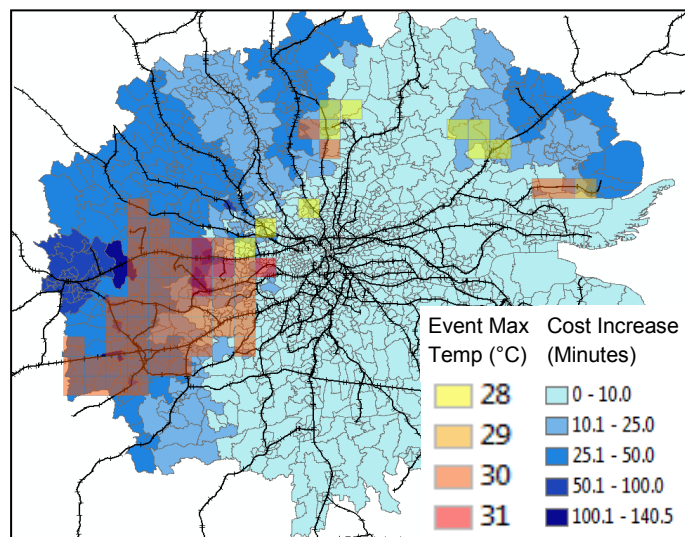 Event Max Cost Increase
Temp (°C) (Minutes)
28 0 - 10.0
29 10.1 - 25.0
30 25.1 - 50.0
31 50.1 - 100.0
100.1 - 140.5